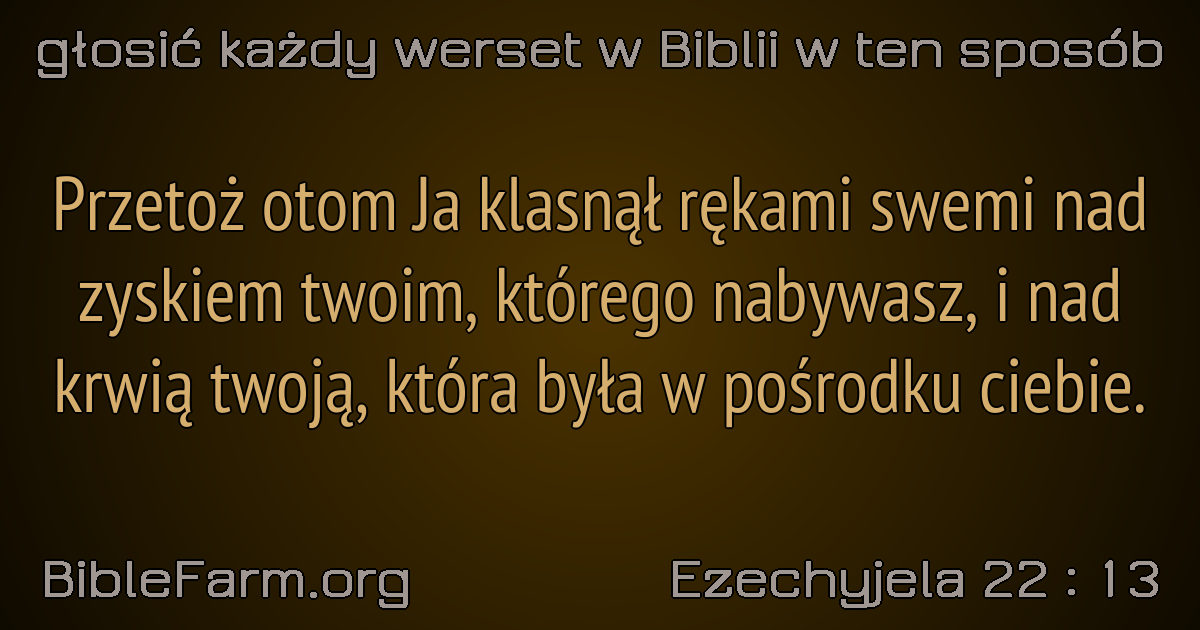 głosić każdy werset w Biblii w ten sposób
Przetoż otom Ja klasnął rękami swemi nad
zyskiem twoim, którego nabywasz, i nad
krwią twoją, która była w pośrodku ciebie.
BibleFarm.org
Ezechyjela 22 : 13